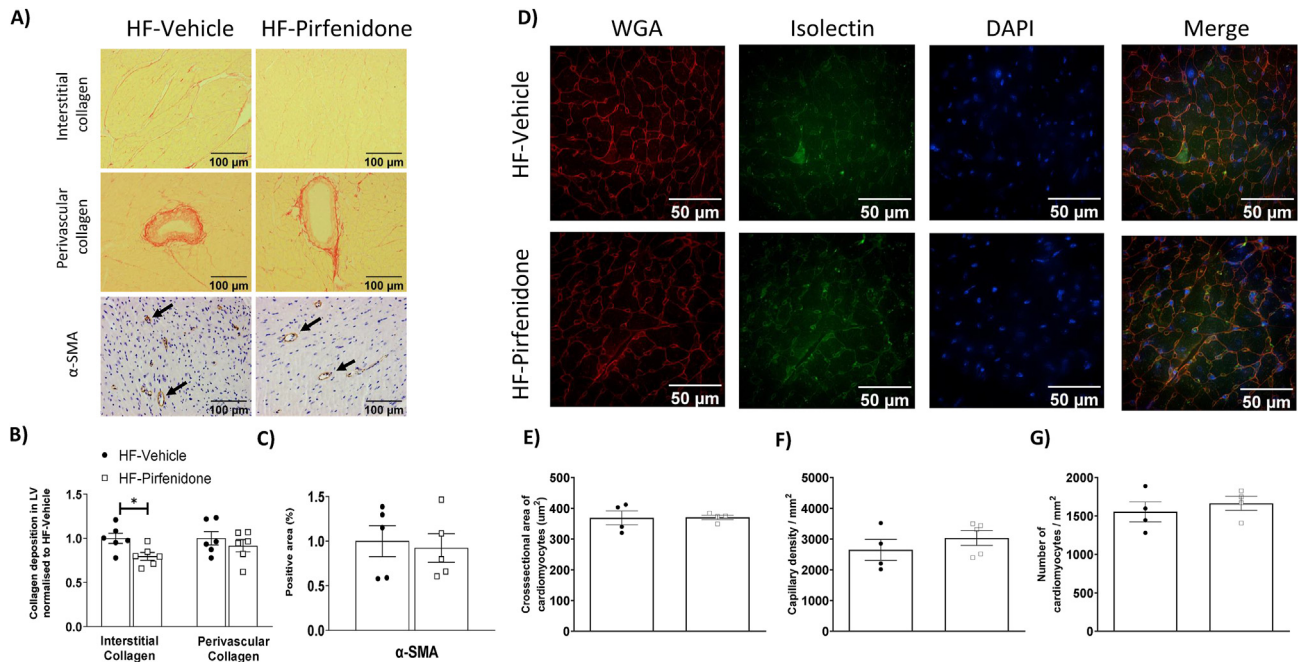 A)
HF-Vehicle HF-Pirfenidone
Interstitial
collagen
100 µm 100 µm
Perivascular
collagen
100 µm 100 µm
α-SMA
100 µm 100 µm
D)
WGA Isolectin DAPI Merge
HF-Vehicle
50 µm 50 µm 50 µm 50 µm
HF-Pirfenidone
50 µm 50 µm 50 µm 50 µm
B)
HF-Vehicle
HF-Pirfenidone
Collagen deposition in LV
normalised to HF-Vehicle
1.5
1.0
0.5
0.0
*
Interstitial
Collagen
Perivascular
Collagen
C)
Positive area (%)
1.5
1.0
0.5
0.0
α-SMA
E)
Crosssectional area of
cardiomyocytes (um²)
500
400
300
200
100
0
F)
Capillary density / mm²
5000
4000
3000
2000
1000
0
G)
Number of
cardiomyocytes / mm²
2000
1500
1000
500
0